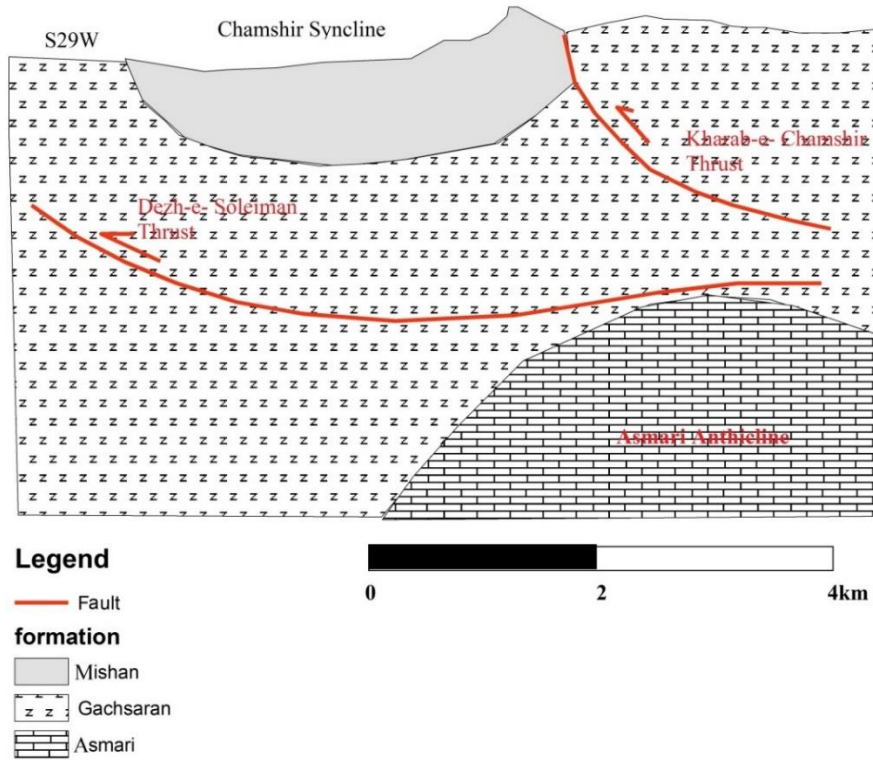 S29W
Chamshir Syncline
Kharab-e- Chamshir
Thrust
Dezh-e- Soleiman
Thrust
Asmari Anthicline
Legend
Fault
formation
Mishan
Gachsaran
Asmari
0 2 4km